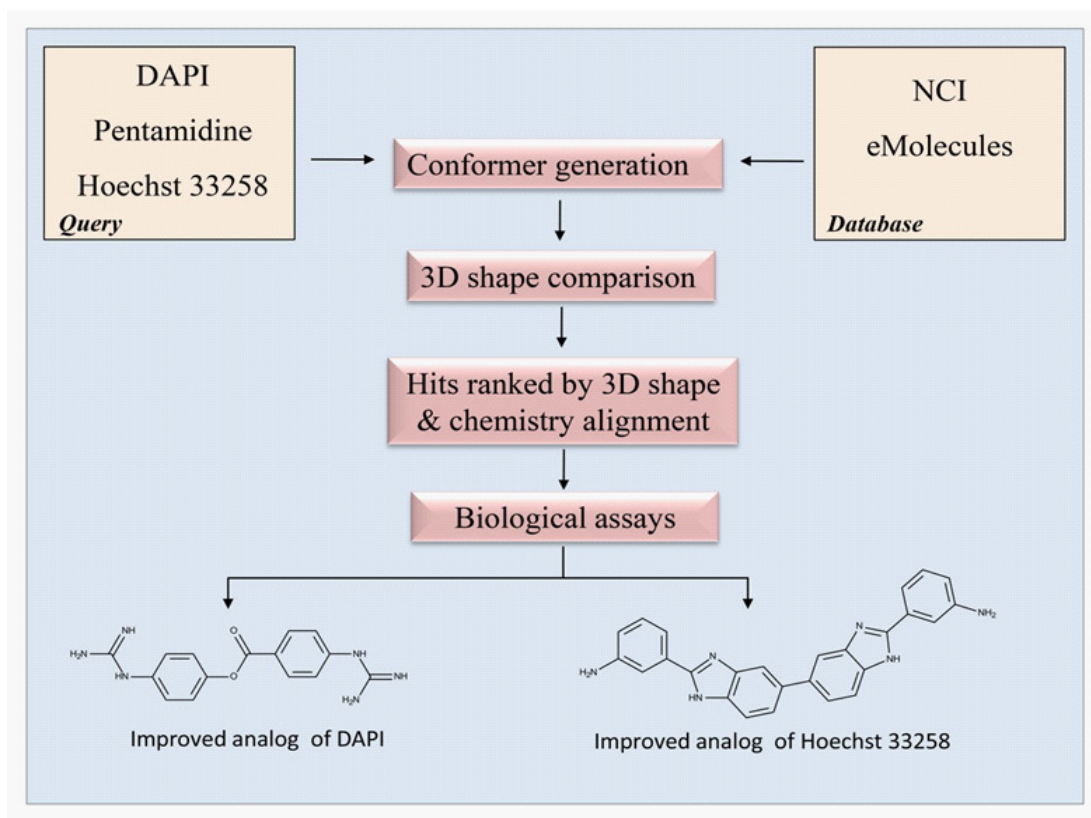 DAPI
Pentamidine
Hoechst 33258
Query
NCI
eMolecules
Database
Conformer generation
3D shape comparison
Hits ranked by 3D shape
& chemistry alignment
Biological assays
NH
H₂N
HN
O
O
NH
NH
H₂N
Improved analog of DAPI
H₂N
N
HN
N
NH
NH₂
Improved analog of Hoechst 33258